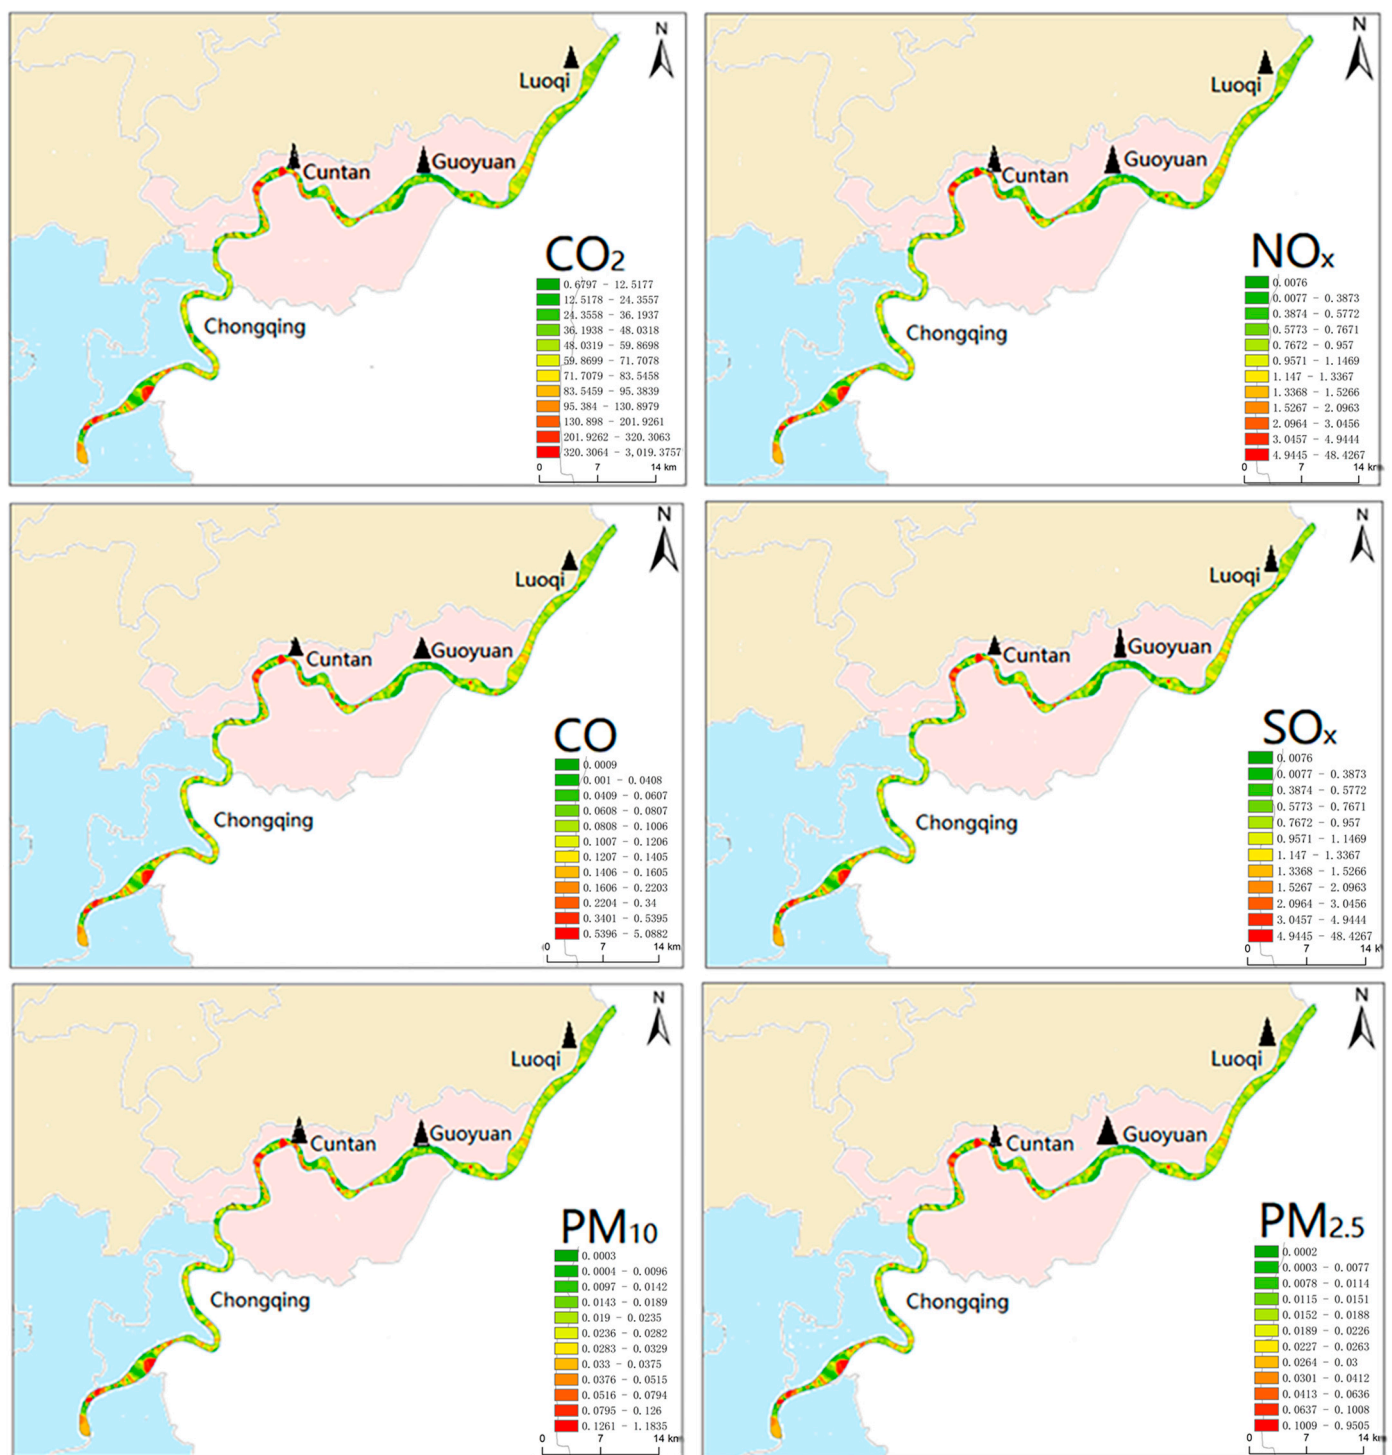 N
Luoqi
Cuntan
Guoyuan
CO2
0.6797 - 12.5177
12.5178 - 24.3557
24.3558 - 36.1937
36.1938 - 48.0318
48.0319 - 59.8698
59.8699 - 71.7078
71.7079 - 83.5458
83.5459 - 95.3839
95.384 - 130.8979
130.898 - 201.9261
201.9262 - 320.3063
320.3064 - 3,019.3757
Chongqing
0 7 14 km
N
Luoqi
Cuntan
Guoyuan
NOx
0.0076
0.0077 - 0.3873
0.3874 - 0.5772
0.5773 - 0.7671
0.7672 - 0.957
0.9571 - 1.1469
1.147 - 1.3367
1.3368 - 1.5266
1.5267 - 2.0963
2.0964 - 3.0456
3.0457 - 4.9444
4.9445 - 48.4267
Chongqing
0 7 14 km
N
Luoqi
Cuntan
Guoyuan
CO
0.0009
0.001 - 0.0408
0.0409 - 0.0607
0.0608 - 0.0807
0.0808 - 0.1006
0.1007 - 0.1206
0.1207 - 0.1405
0.1406 - 0.1605
0.1606 - 0.2203
0.2204 - 0.34
0.3401 - 0.5395
0.5396 - 5.0882
Chongqing
0 7 14 km
N
Luoqi
Cuntan
Guoyuan
SOx
0.0076
0.0077 - 0.3873
0.3874 - 0.5772
0.5773 - 0.7671
0.7672 - 0.957
0.9571 - 1.1469
1.147 - 1.3367
1.3368 - 1.5266
1.5267 - 2.0963
2.0964 - 3.0456
3.0457 - 4.9444
4.9445 - 48.4267
Chongqing
0 7 14 k
N
Luoqi
Cuntan
Guoyuan
PM10
0.0003
0.0004 - 0.0096
0.0097 - 0.0142
0.0143 - 0.0189
0.019 - 0.0235
0.0236 - 0.0282
0.0283 - 0.0329
0.033 - 0.0375
0.0376 - 0.0515
0.0516 - 0.0794
0.0795 - 0.126
0.1261 - 1.1835
Chongqing
0 7 14 km
N
Luoqi
Cuntan
Guoyuan
PM2.5
0.0002
0.0003 - 0.0077
0.0078 - 0.0114
0.0115 - 0.0151
0.0152 - 0.0188
0.0189 - 0.0226
0.0227 - 0.0263
0.0264 - 0.03
0.0301 - 0.0412
0.0413 - 0.0636
0.0637 - 0.1008
0.1009 - 0.9505
Chongqing
0 7 14 km